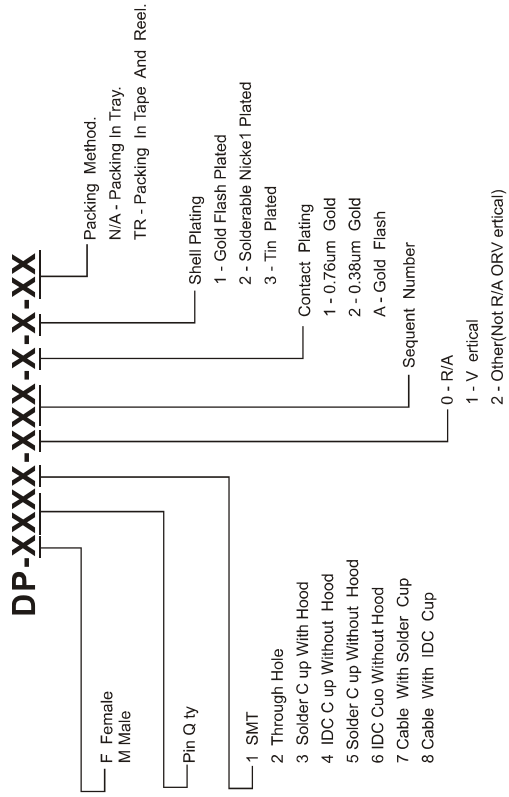 DP-XXXX-XXX-X-X-XX
F Female
M Male
Pin Q ty
1 SMT
2 Through Hole
3 Solder C up With Hood
4 IDC C up Without Hood
5 Solder C up Without Hood
6 IDC Cuo Without Hood
7 Cable With Solder Cup
8 Cable With IDC Cup
0 - R/A
1 - V ertical
2 - Other(Not R/A ORV ertical)
Sequent Number
Contact Plating
1 - 0.76um Gold
2 - 0.38um Gold
A - Gold Flash
Shell Plating
1 - Gold Flash Plated
2 - Solderable Nicke1 Plated
3 - Tin Plated
Packing Method.
N/A - Packing In Tray.
TR - Packing In Tape And Reel.